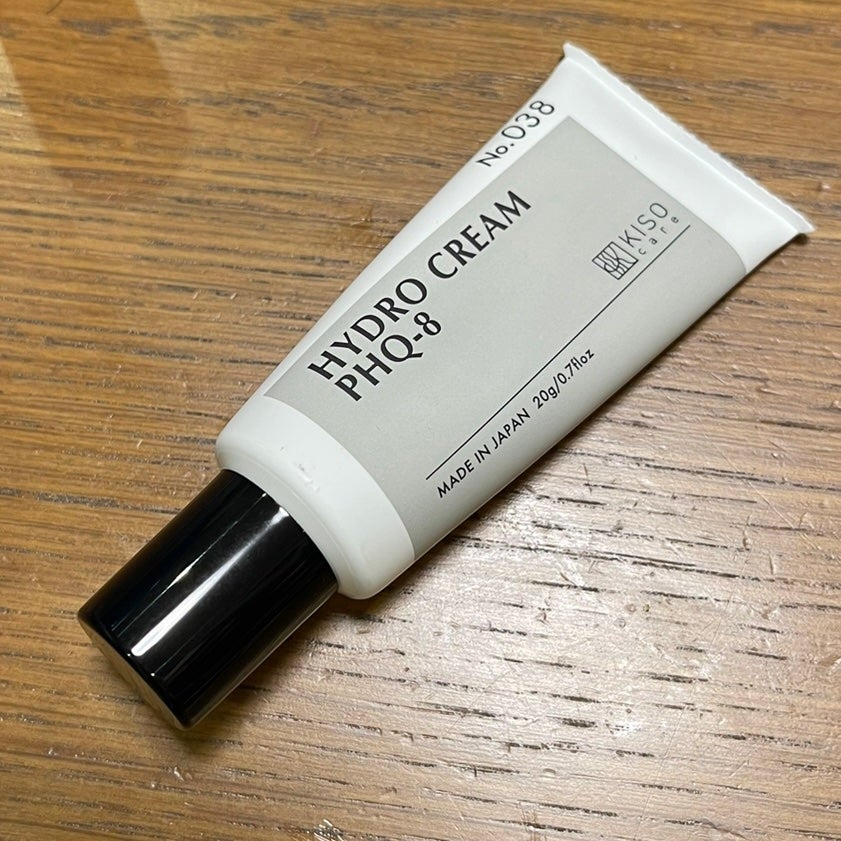 No.038
HYDRO CREAM
PHQ-8
KISO
care
MADE IN JAPAN 20g/0.7floz